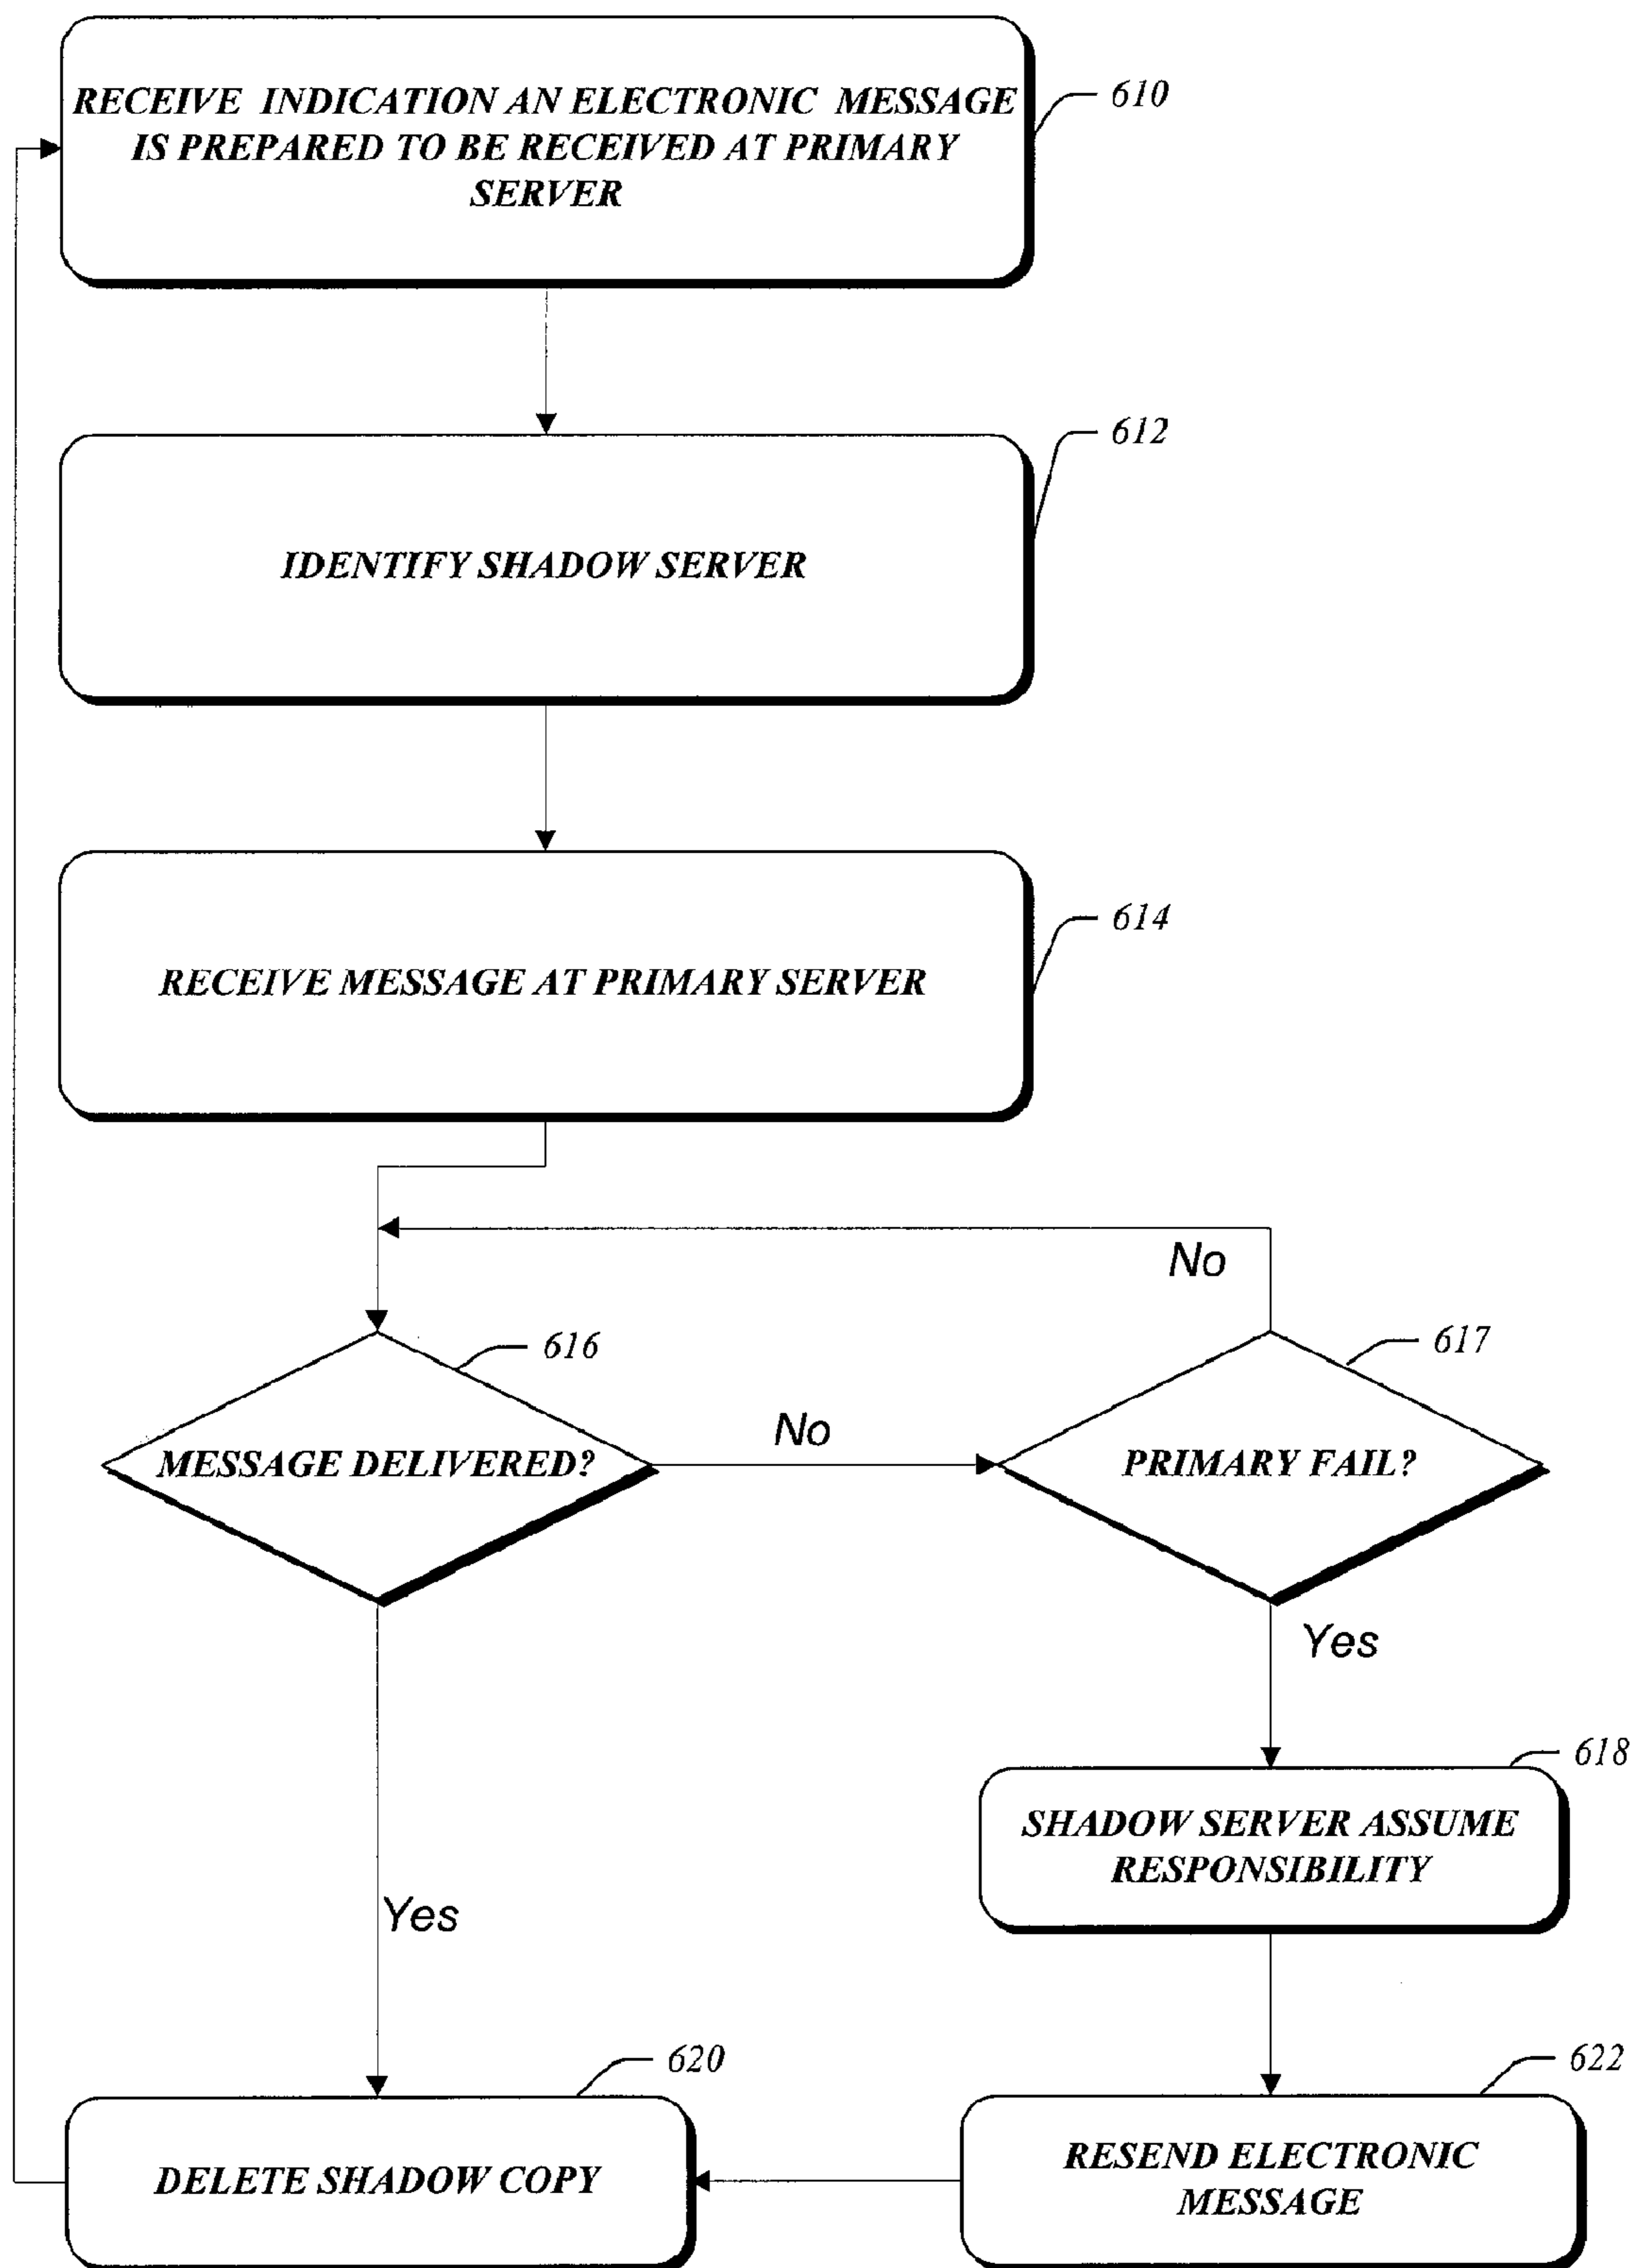 RECEIVE INDICATION AN ELECTRONIC MESSAGE
IS PREPARED TO BE RECEIVED AT PRIMARY
SERVER
610
612
IDENTIFY SHADOW SERVER
614
RECEIVE MESSAGE AT PRIMARY SERVER
No
616
617
MESSAGE DELIVERED?
No
PRIMARY FAIL?
Yes
618
SHADOW SERVER ASSUME
RESPONSIBILITY
Yes
620
622
DELETE SHADOW COPY
RESEND ELECTRONIC
MESSAGE